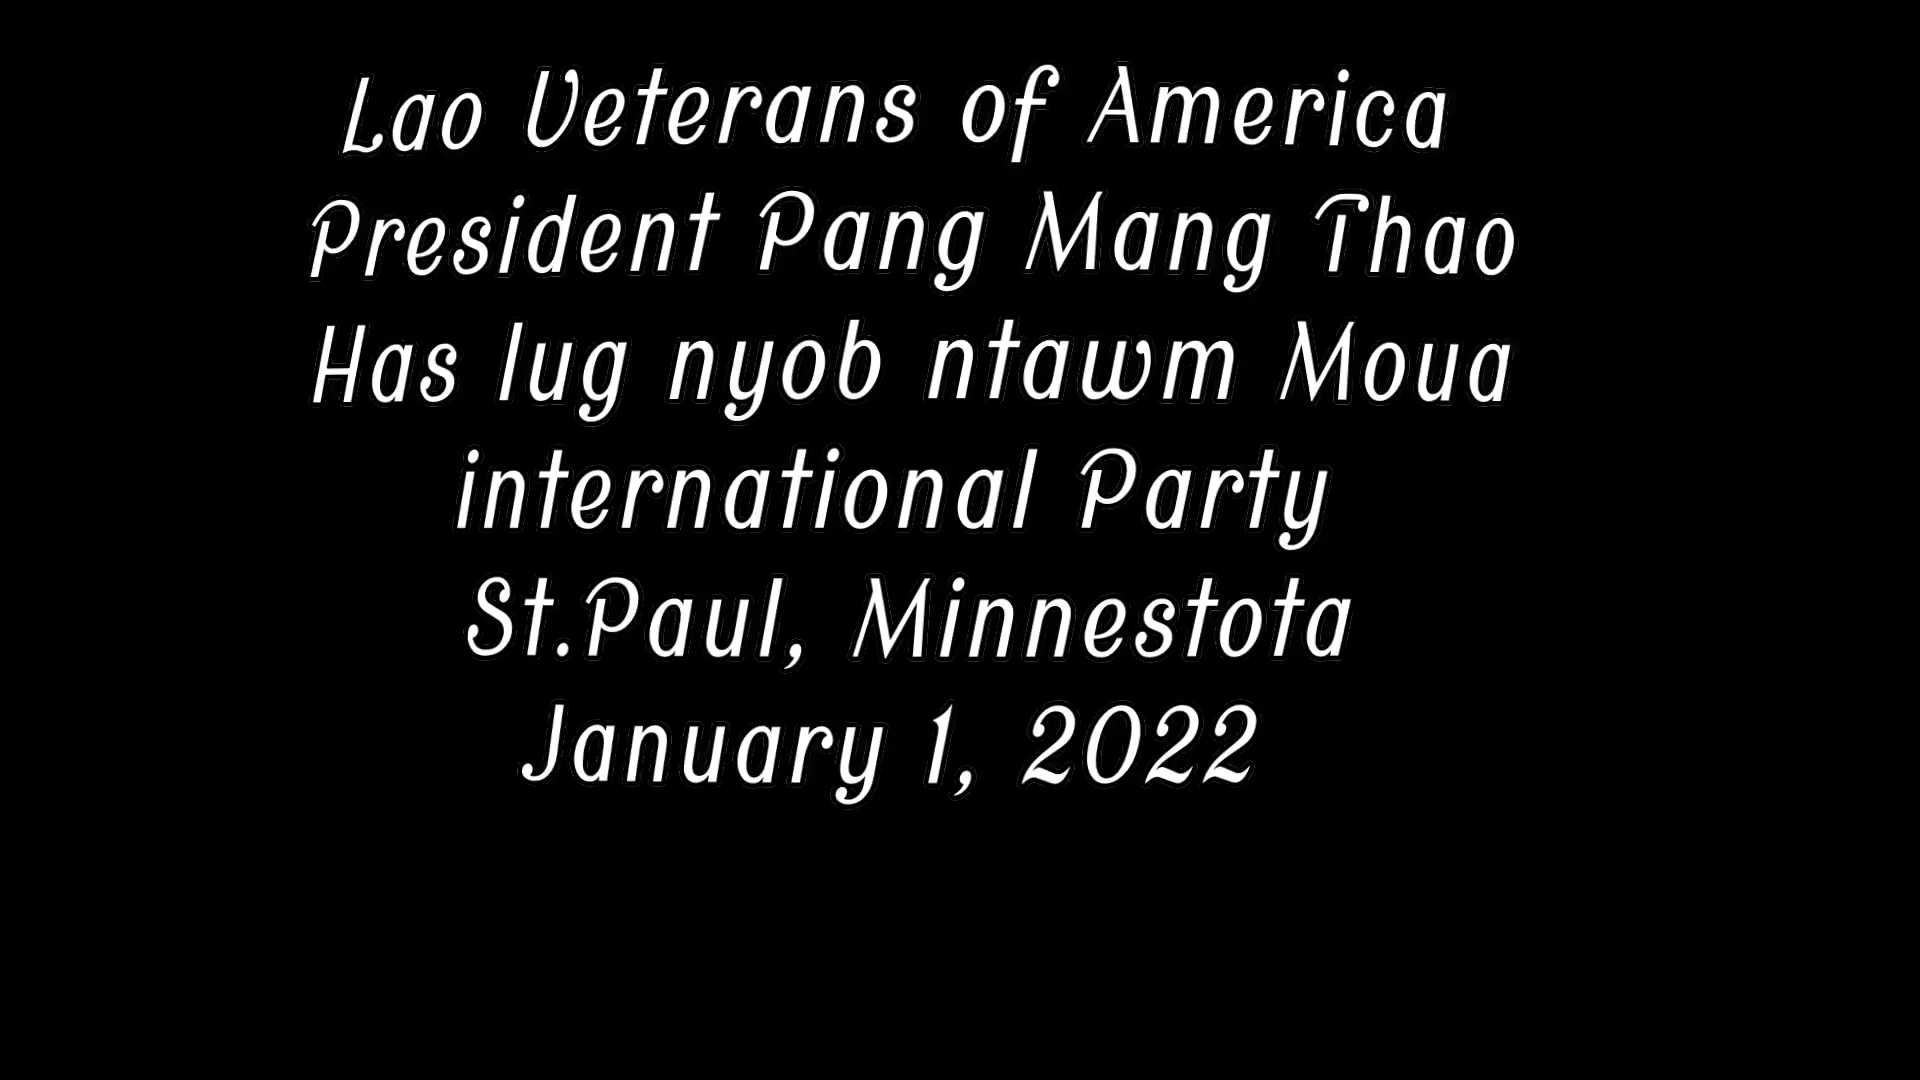 Lao Veterans of America
President Pang Mang Thao
Has lug nyob ntawm Moua
international Party
St.Paul, Minnestota
January 1, 2022